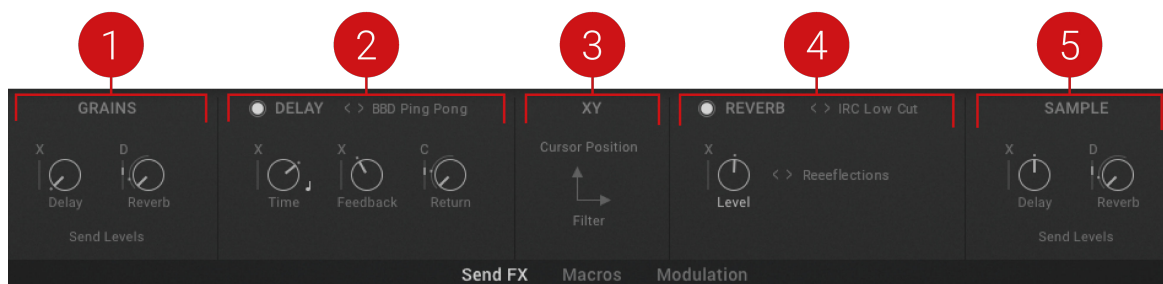 1 2 3 4 5
GRAINS
X D
Delay Reverb
Send Levels
DELAY < > BBD Ping Pong
X X C
Time Feedback Return
XY
Cursor Position
Filter
REVERB < > IRC Low Cut
X
Level
< > Reeeflections
SAMPLE
X D
Delay Reverb
Send Levels
Send FX Macros Modulation